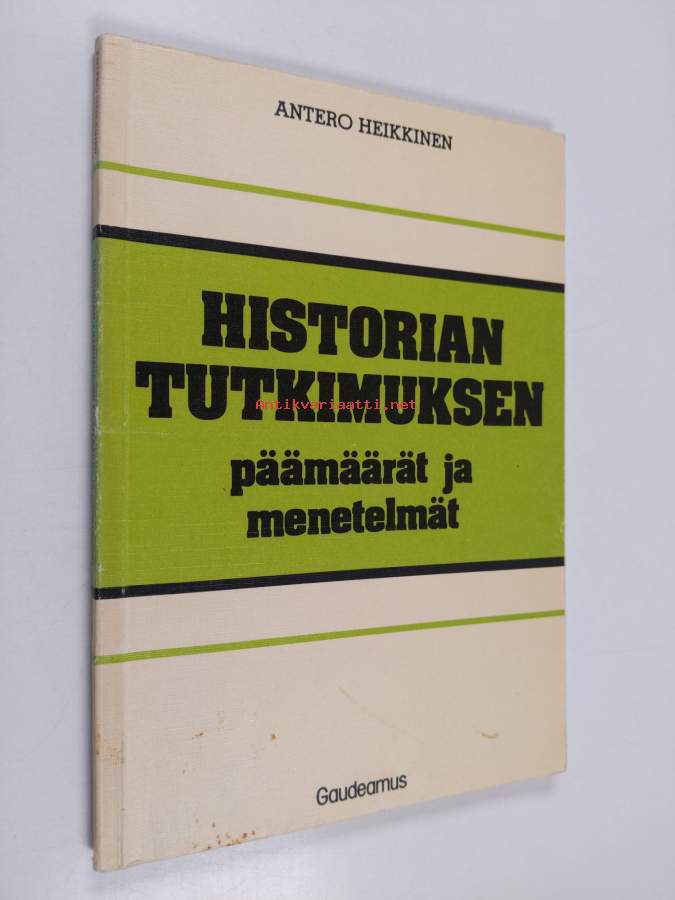 ANTERO HEIKKINEN
HISTORIAN
TUTKIMUKSEN
Antikvariaatti.net
päämäärät ja
menetelmät
Gaudeamus